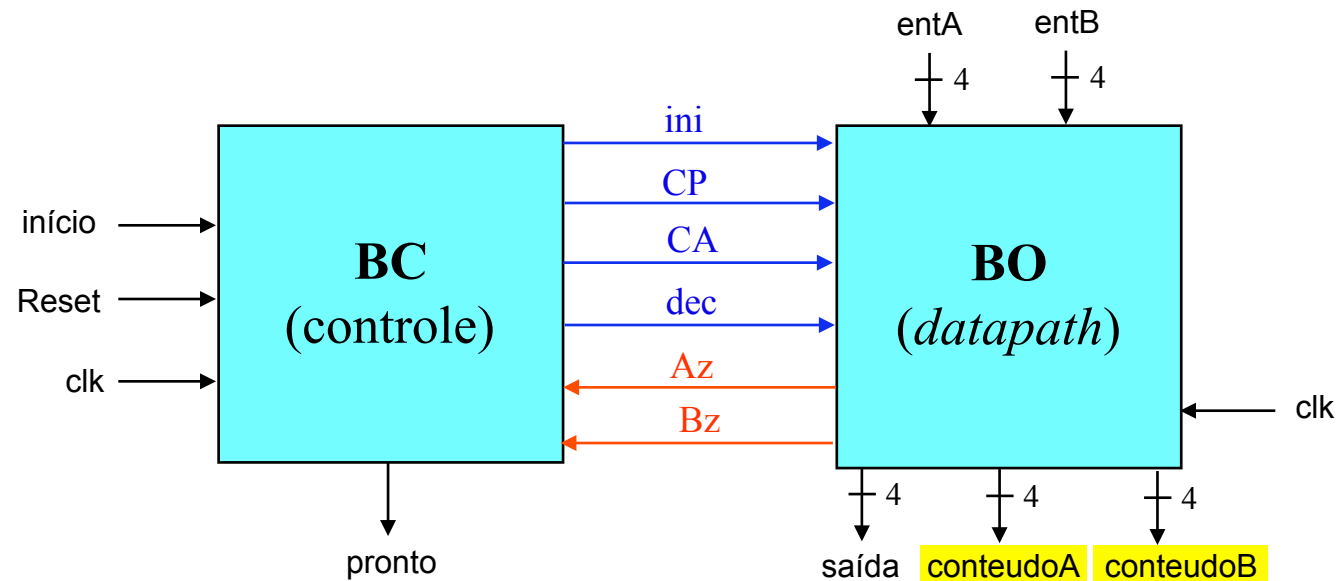 entA
entB
4
4
ini
CP
CA
dec
Az
Bz
início
Reset
clk
BC
(controle)
BO
(datapath)
clk
4
4
4
pronto
saída
conteudoA
conteudoB